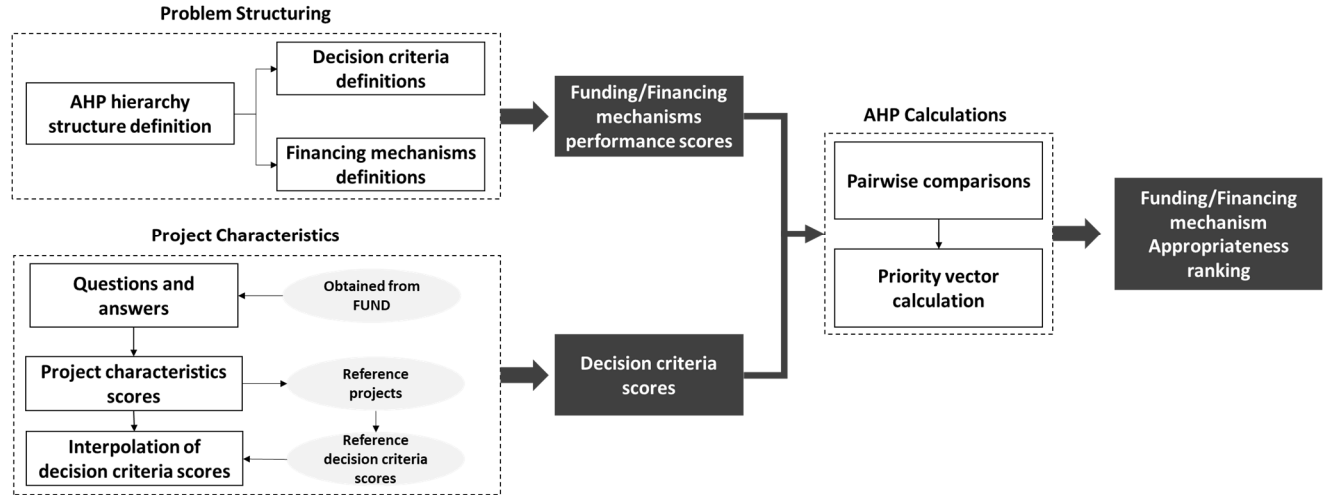 Problem Structuring
AHP hierarchy
structure definition
Decision criteria
definitions
Financing mechanisms
definitions
Funding/Financing
mechanisms
performance scores
Project Characteristics
Questions and
answers
Obtained from
FUND
Project characteristics
scores
Reference
projects
Interpolation of
decision criteria scores
Reference
decision criteria
scores
Decision criteria
scores
AHP Calculations
Pairwise comparisons
Priority vector
calculation
Funding/Financing
mechanism
Appropriateness
ranking